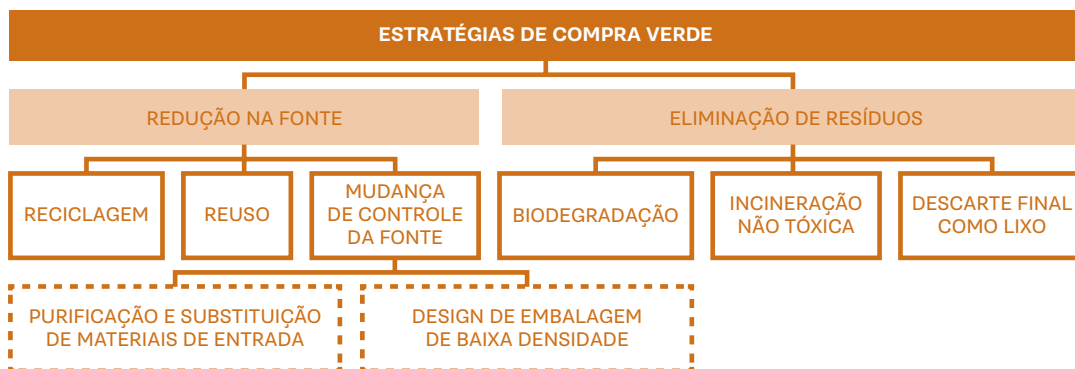 ESTRATÉGIAS DE COMPRA VERDE
REDUÇÃO NA FONTE
ELIMINAÇÃO DE RESÍDUOS
RECICLAGEM
REUSO
MUDANÇA
DE CONTROLE
DA FONTE
BIODEGRADAÇÃO
INCINERAÇÃO
NÃO TÓXICA
DESCARTE FINAL
COMO LIXO
PURIFICAÇÃO E SUBSTITUIÇÃO
DE MATERIAIS DE ENTRADA
DESIGN DE EMBALAGEM
DE BAIXA DENSIDADE